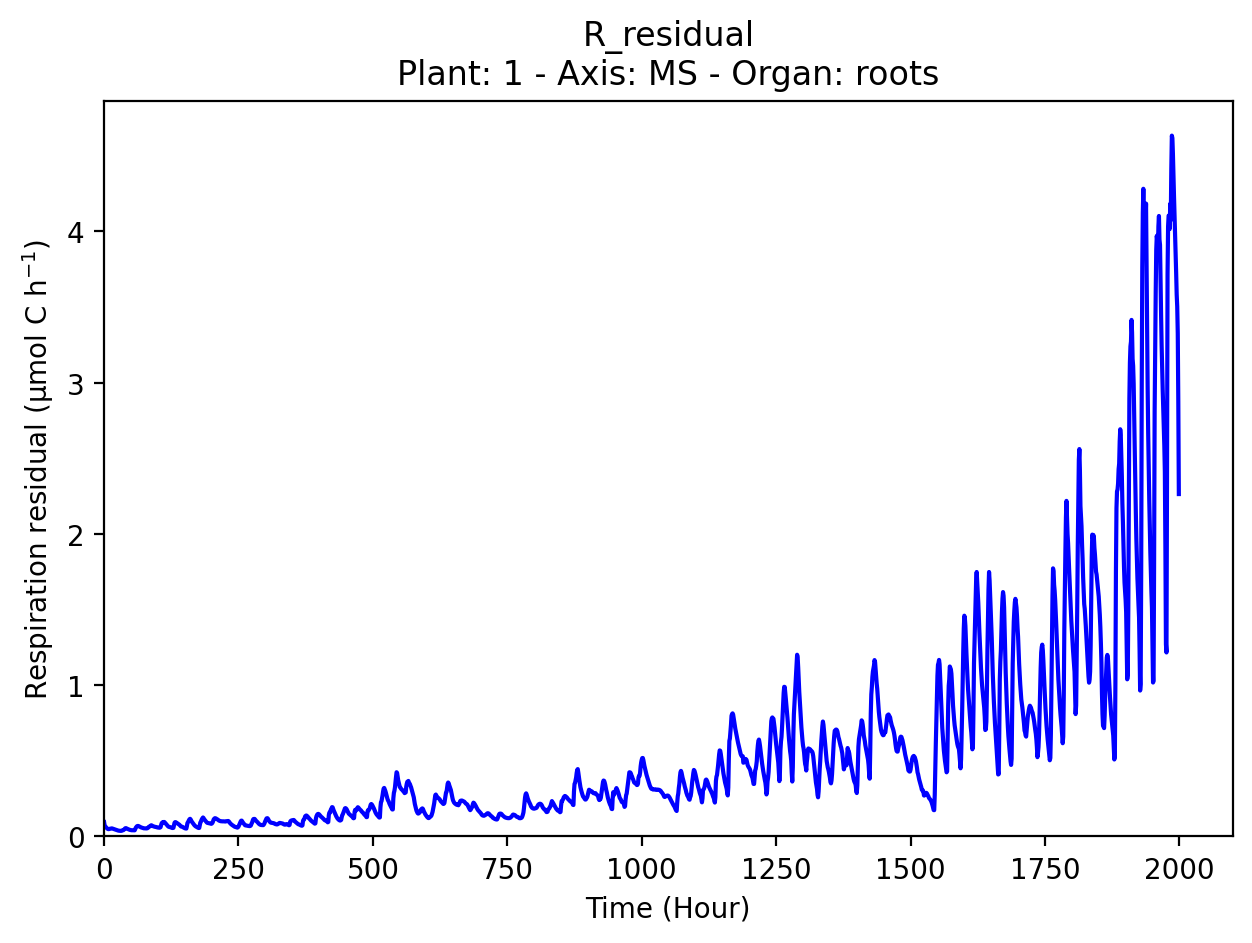 R_residual
Plant: 1 - Axis: MS - Organ: roots
Respiration residual (µmol C h⁻¹)
4
3
2
1
0
0 250 500 750 1000 1250 1500 1750 2000
Time (Hour)